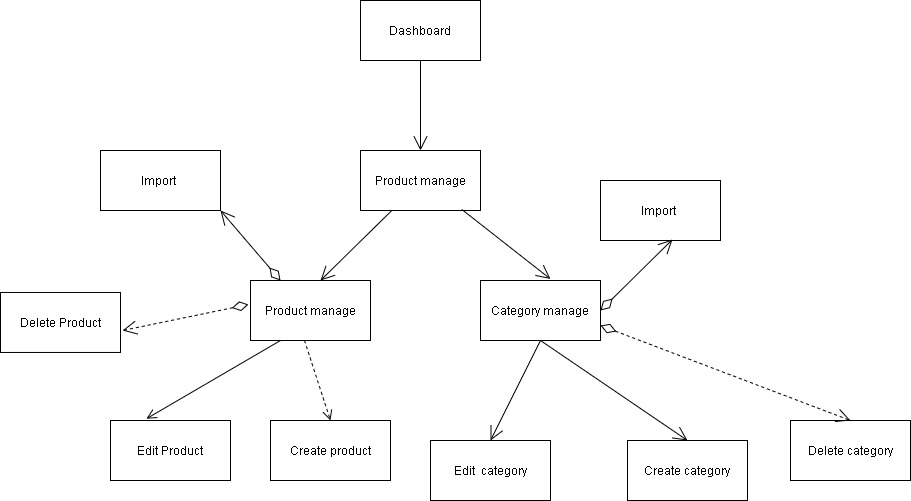 Dashboard
Import
Product manage
Import
Delete Product
Product manage
Category manage
Edit Product
Create product
Edit  category
Create category
Delete category